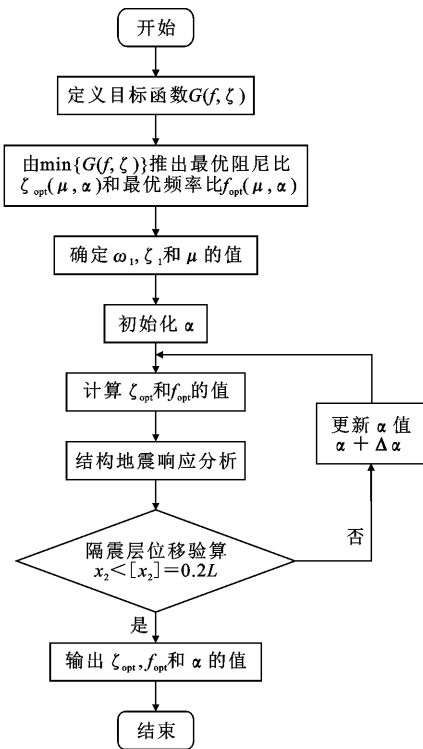 开始
定义目标函数G(f,ζ)
由min{G(f,ζ)}推出最优阻尼比
ζopt(μ,α)和最优频率比fopt(μ,α)
确定ω1,ζ1和μ的值
初始化α
计算ζopt和fopt的值
结构地震响应分析
更新α值
α+Δα
隔震层位移验算
x2<[x2]=0.2L
否
是
输出ζopt,fopt和α的值
结束